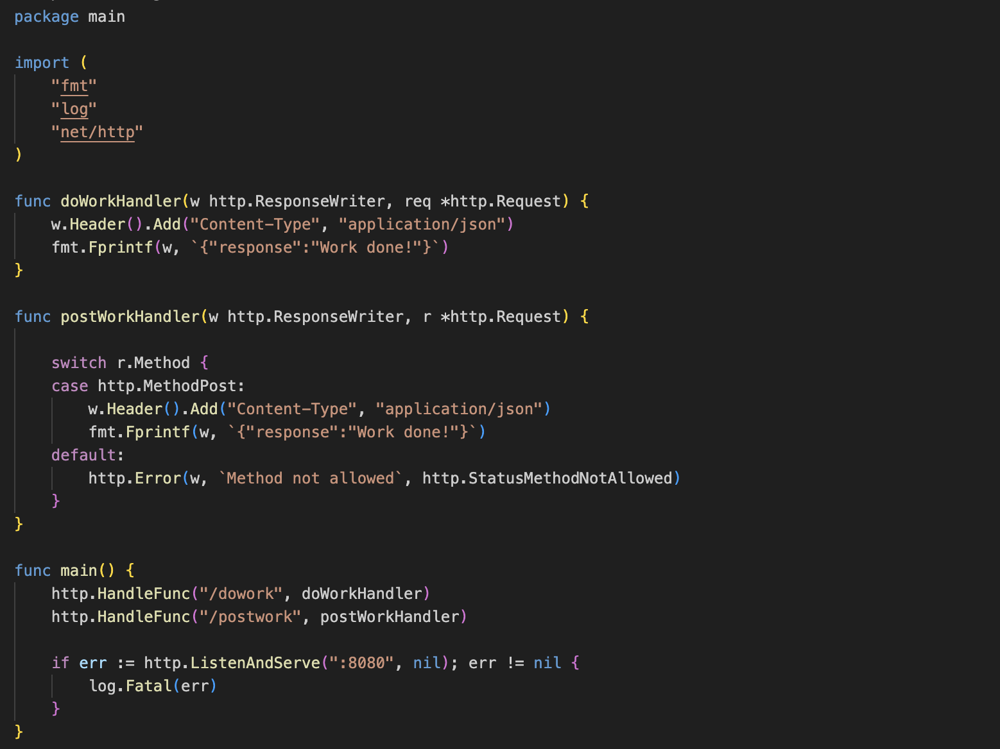 package main
import (
"fmt"
"log"
"net/http"
)
func doWorkHandler(w http.ResponseWriter, req *http.Request) {
w.Header().Add("Content-Type", "application/json")
fmt.Fprintf(w, `{"response":"Work done!"}`)
}
func postWorkHandler(w http.ResponseWriter, r *http.Request) {
switch r.Method {
case http.MethodPost:
w.Header().Add("Content-Type", "application/json")
fmt.Fprintf(w, `{"response":"Work done!"}`)
default:
http.Error(w, `Method not allowed`, http.StatusMethodNotAllowed)
}
}
func main() {
http.HandleFunc("/dowork", doWorkHandler)
http.HandleFunc("/postwork", postWorkHandler)
if err := http.ListenAndServe(":8080", nil); err != nil {
log.Fatal(err)
}
}